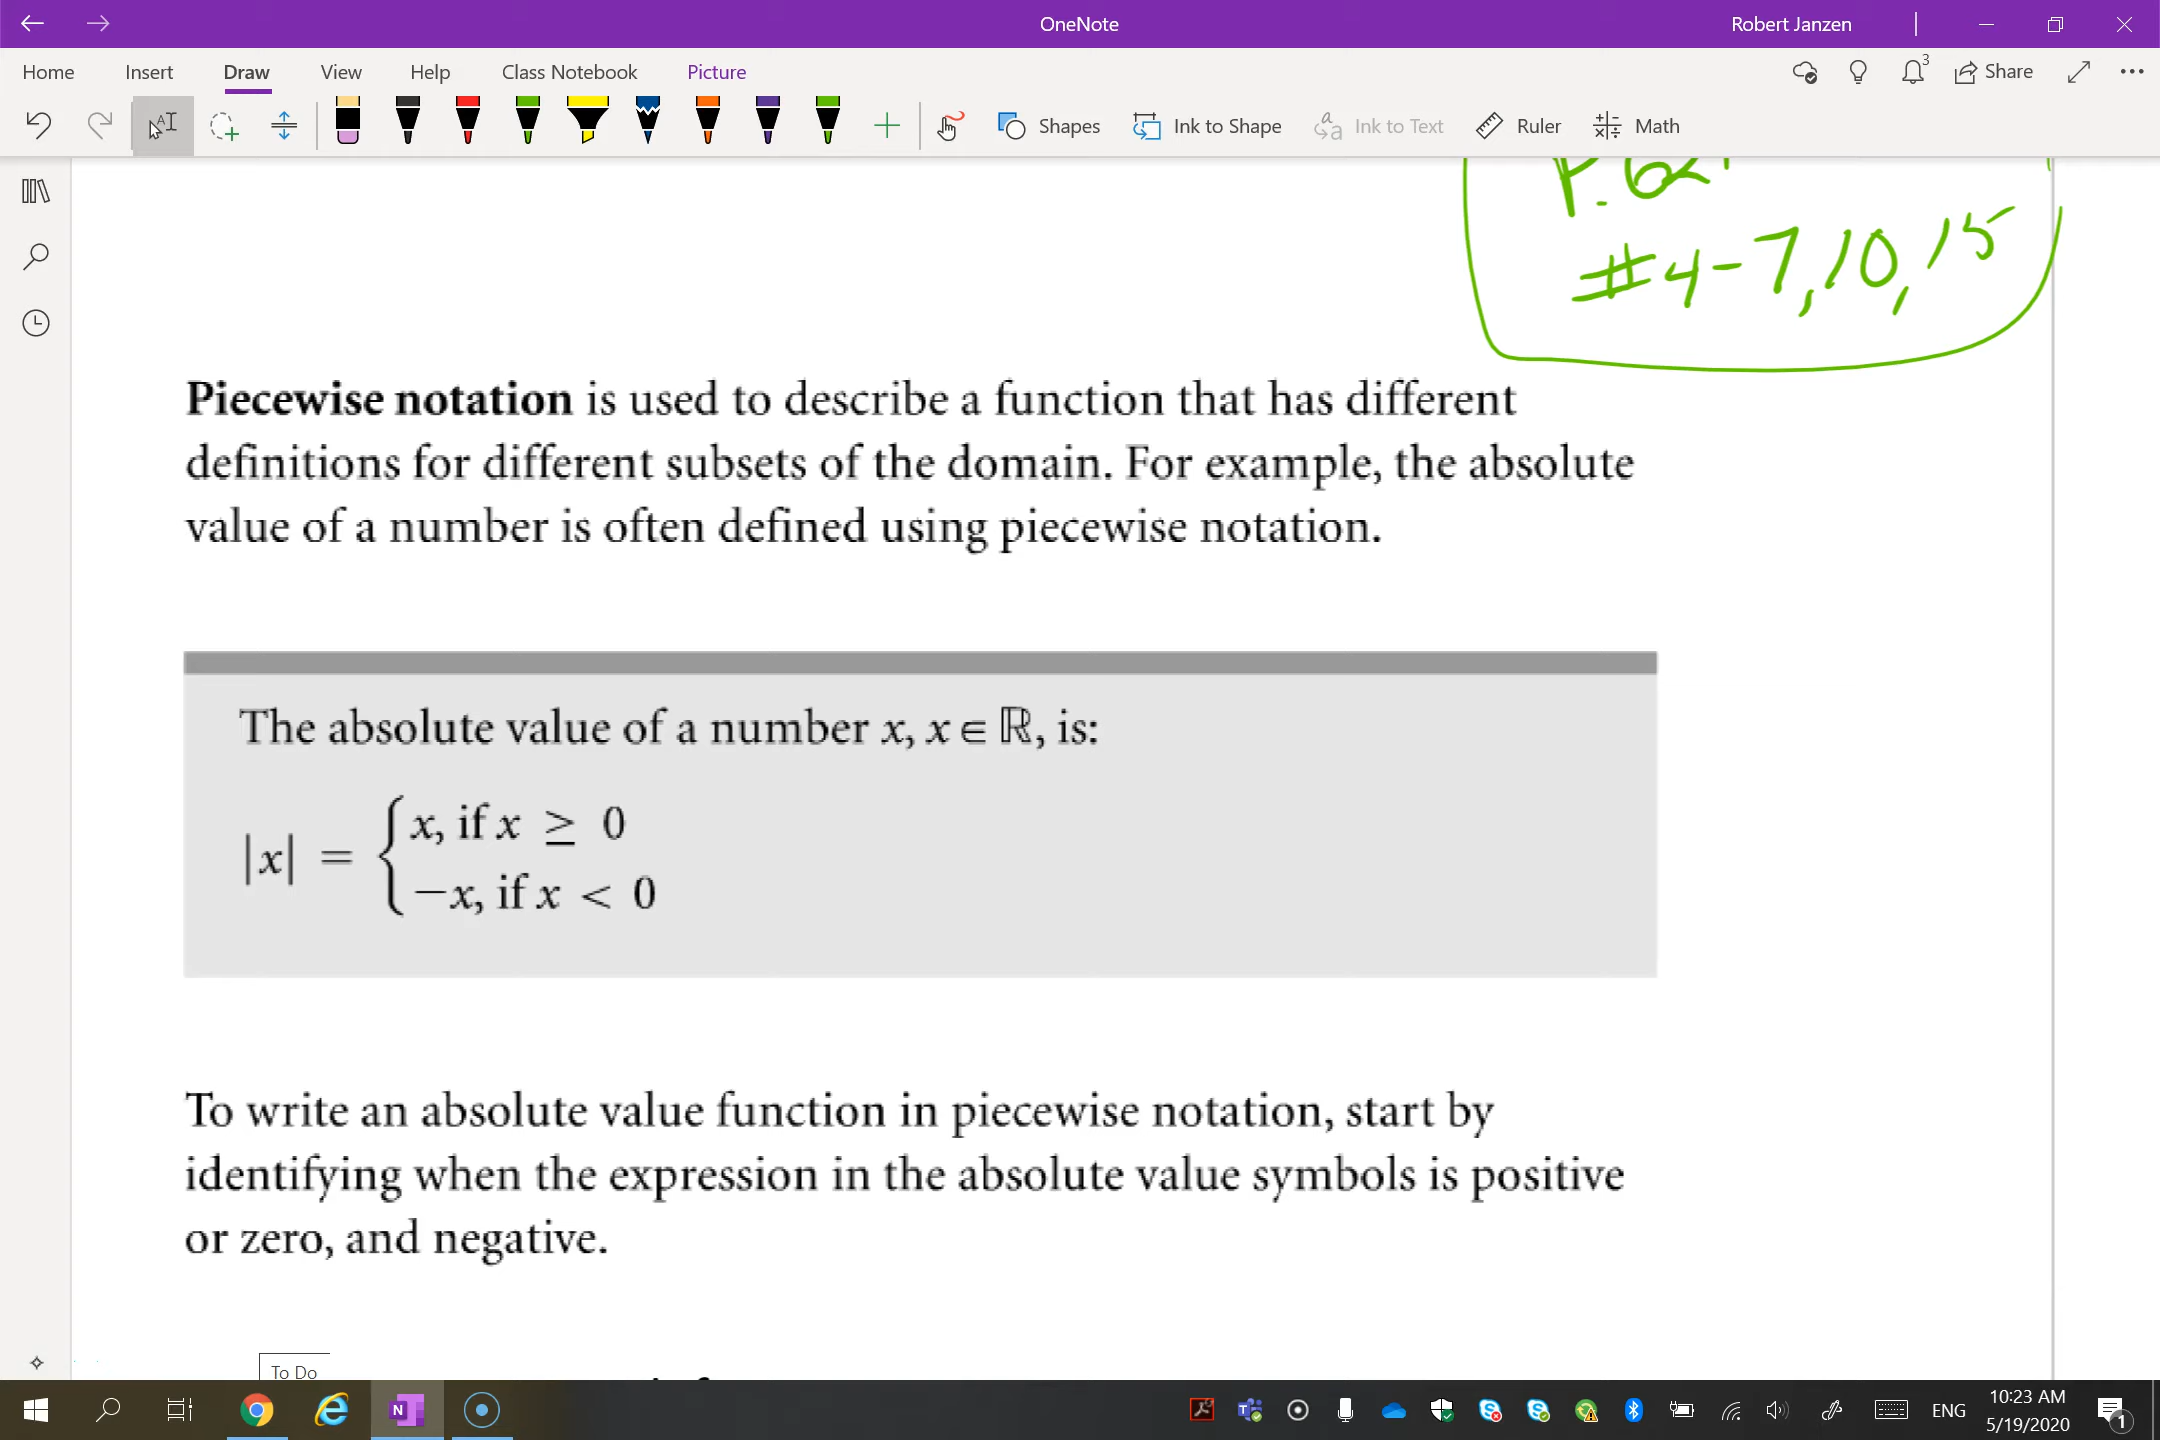 OneNote
Robert Janzen
Home Insert Draw View Help Class Notebook Picture
3
Share
Shapes Ink to Shape Ink to Text Ruler Math
#4-7,10,15
Piecewise notation is used to describe a function that has different
definitions for different subsets of the domain. For example, the absolute
value of a number is often defined using piecewise notation.
The absolute value of a number x, x ∈ ℝ, is:
x, if x ≥ 0
|x| =
−x, if x < 0
To write an absolute value function in piecewise notation, start by
identifying when the expression in the absolute value symbols is positive
or zero, and negative.
To Do
ENG
10:23 AM
5/19/2020
1